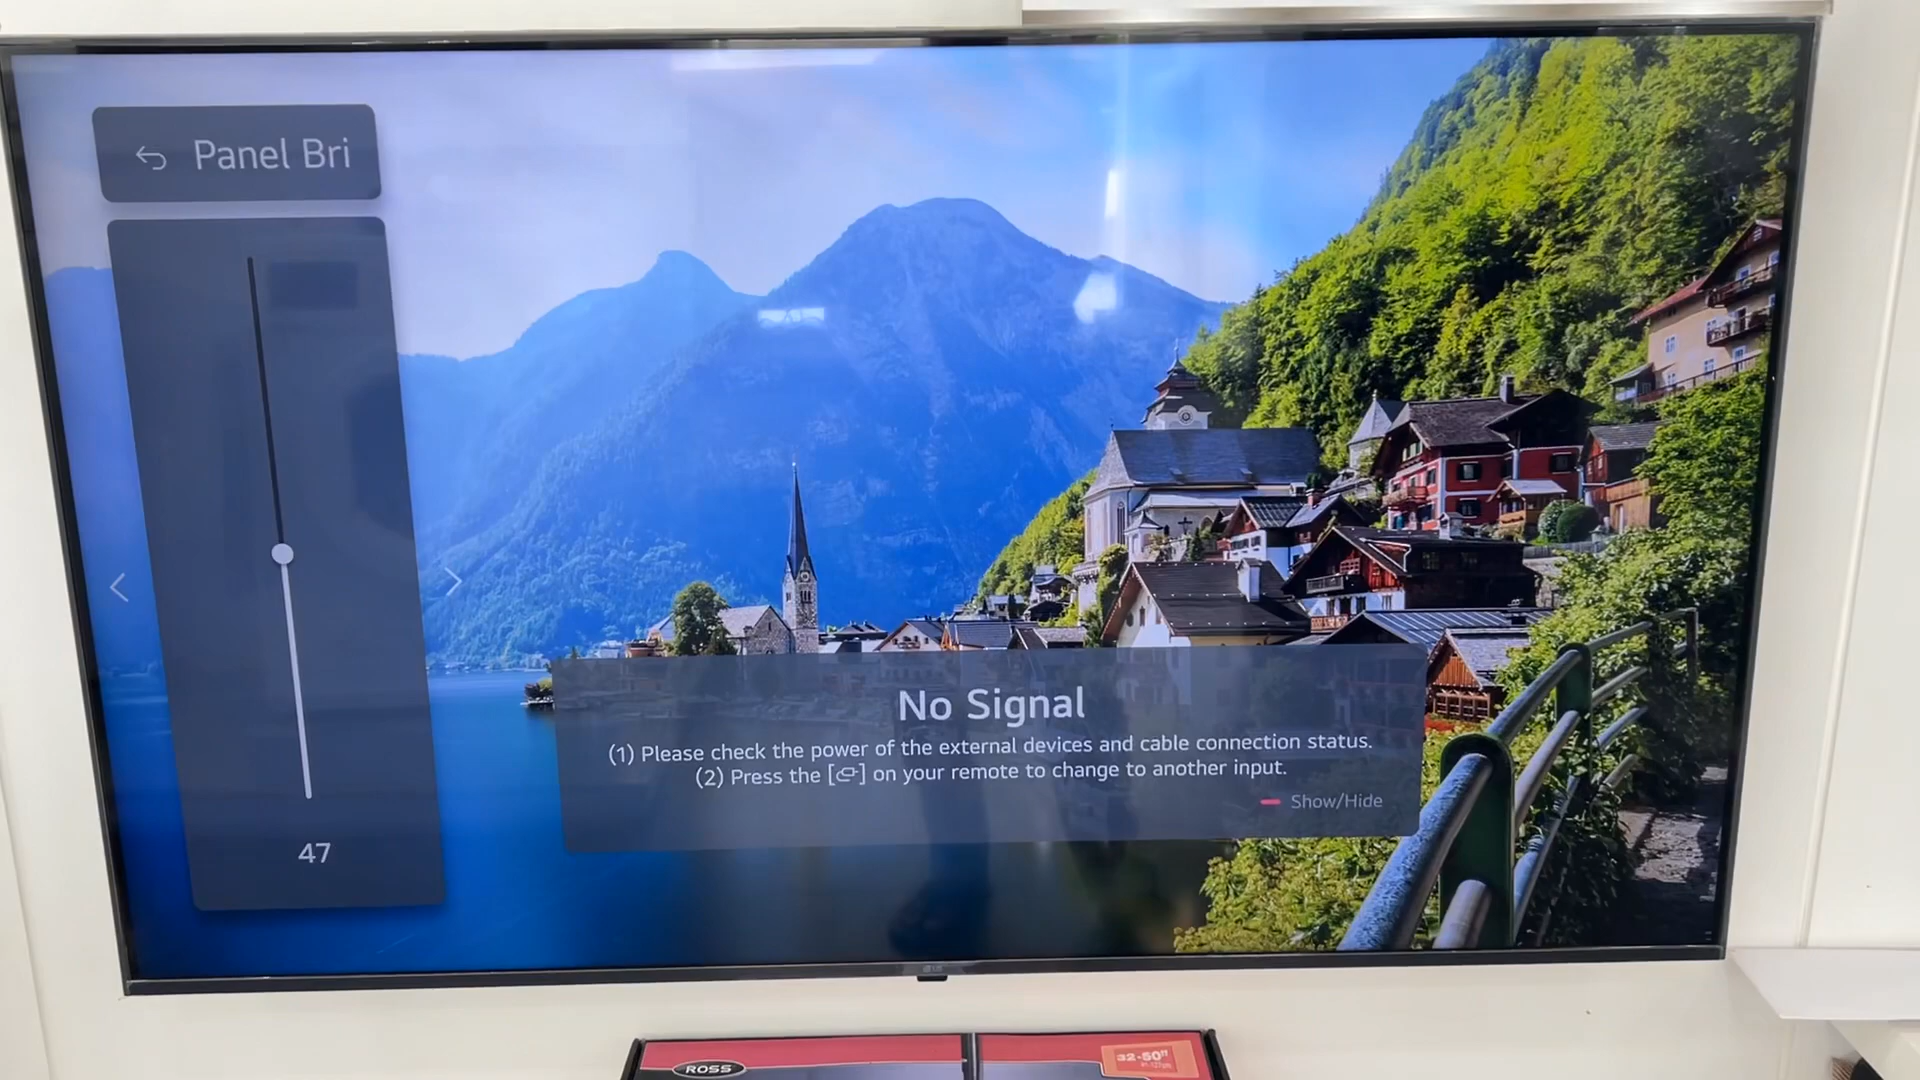 Panel Bri
47
No Signal
(1) Please check the power of the external devices and cable connection status.
(2) Press the [⮔] on your remote to change to another input.
Show/Hide
LG
ROSS
32-50"